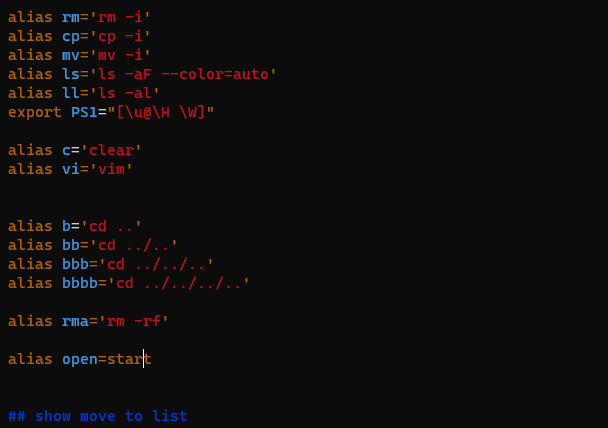 alias rm='rm -i'
alias cp='cp -i'
alias mv='mv -i'
alias ls='ls -aF --color=auto'
alias ll='ls -al'
export PS1="[\u@\H \W]"
alias c='clear'
alias vi='vim'
alias b='cd ..'
alias bb='cd ../..'
alias bbb='cd ../../..'
alias bbbb='cd ../../../..'
alias rma='rm -rf'
alias open=start
## show move to list